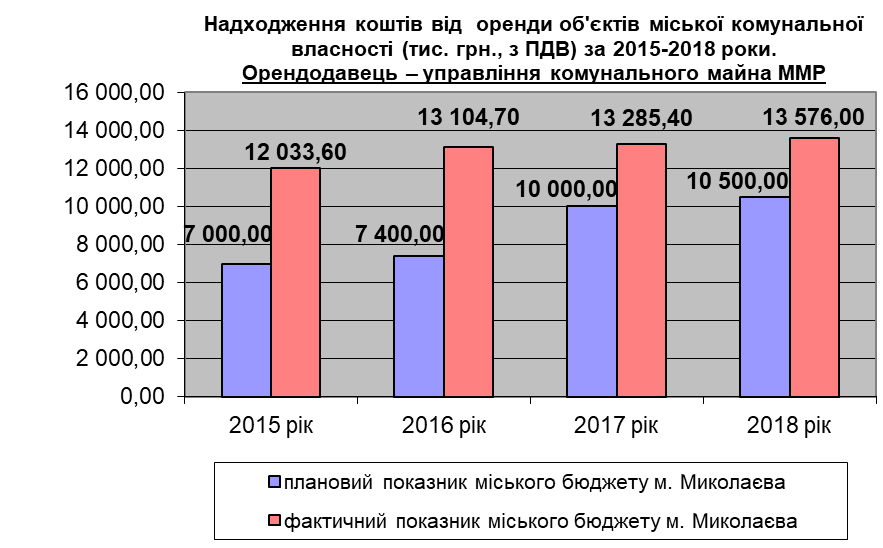 Надходження коштів від оренди об'єктів міської комунальної
власності (тис. грн., з ПДВ) за 2015-2018 роки.
Орендодавець – управління комунального майна ММР
16 000,00
14 000,00
12 000,00
10 000,00
8 000,00
6 000,00
4 000,00
2 000,00
0,00
7 000,00
12 033,60
7 400,00
13 104,70
10 000,00
13 285,40
10 500,00
13 576,00
2015 рік
2016 рік
2017 рік
2018 рік
плановий показник міського бюджету м. Миколаєва
фактичний показник міського бюджету м. Миколаєва